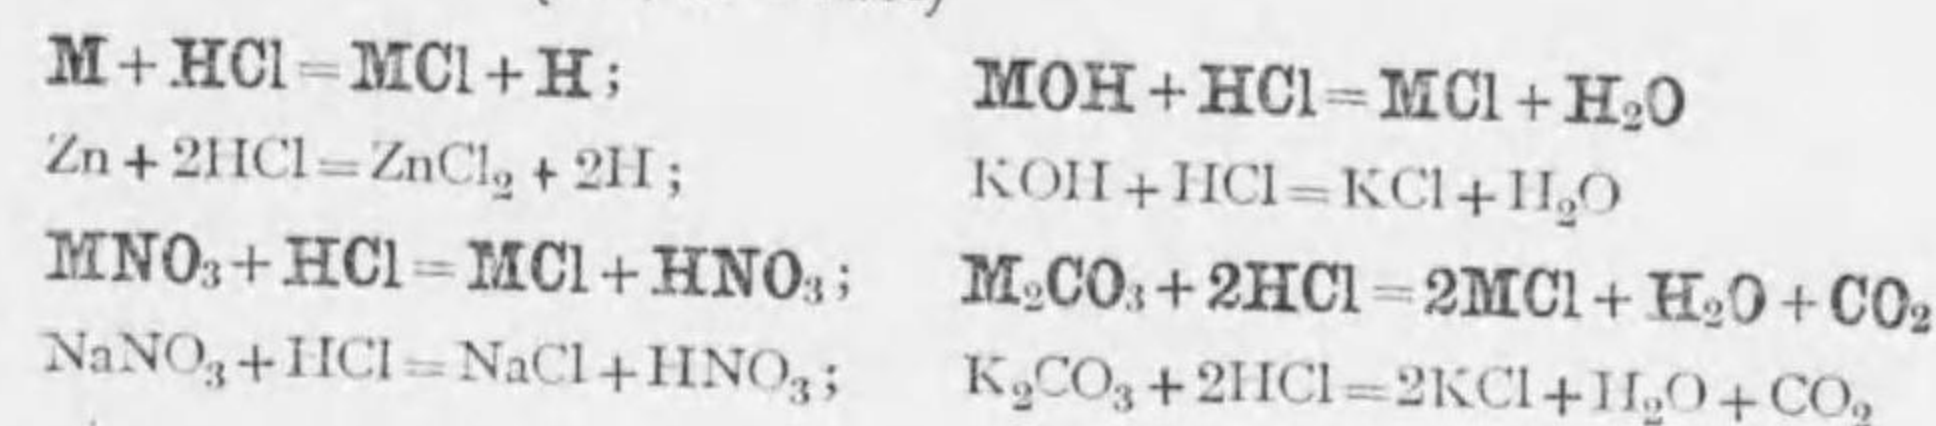 M + HCl = MCl + H;
Zn + 2HCl = ZnCl₂ + 2H;
MNO₃ + HCl = MCl + HNO₃;
NaNO₃ + HCl = NaCl + HNO₃;
MOH + HCl = MCl + H₂O
KOH + HCl = KCl + H₂O
M₂CO₃ + 2HCl = 2MCl + H₂O + CO₂
K₂CO₃ + 2HCl = 2KCl + H₂O + CO₂